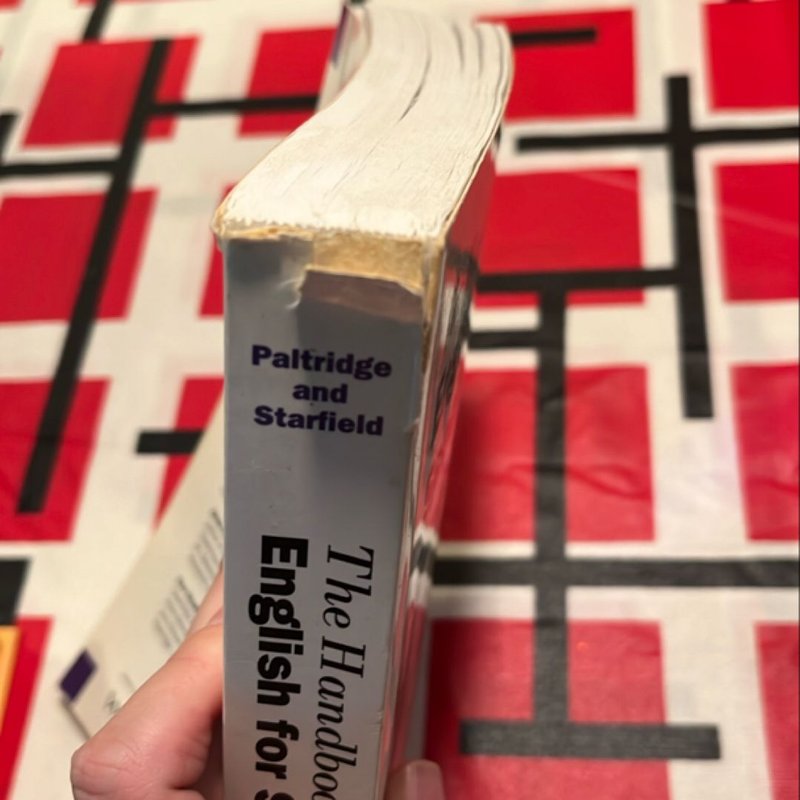 Paltridge
and
Starfield
The Handboo
English for S